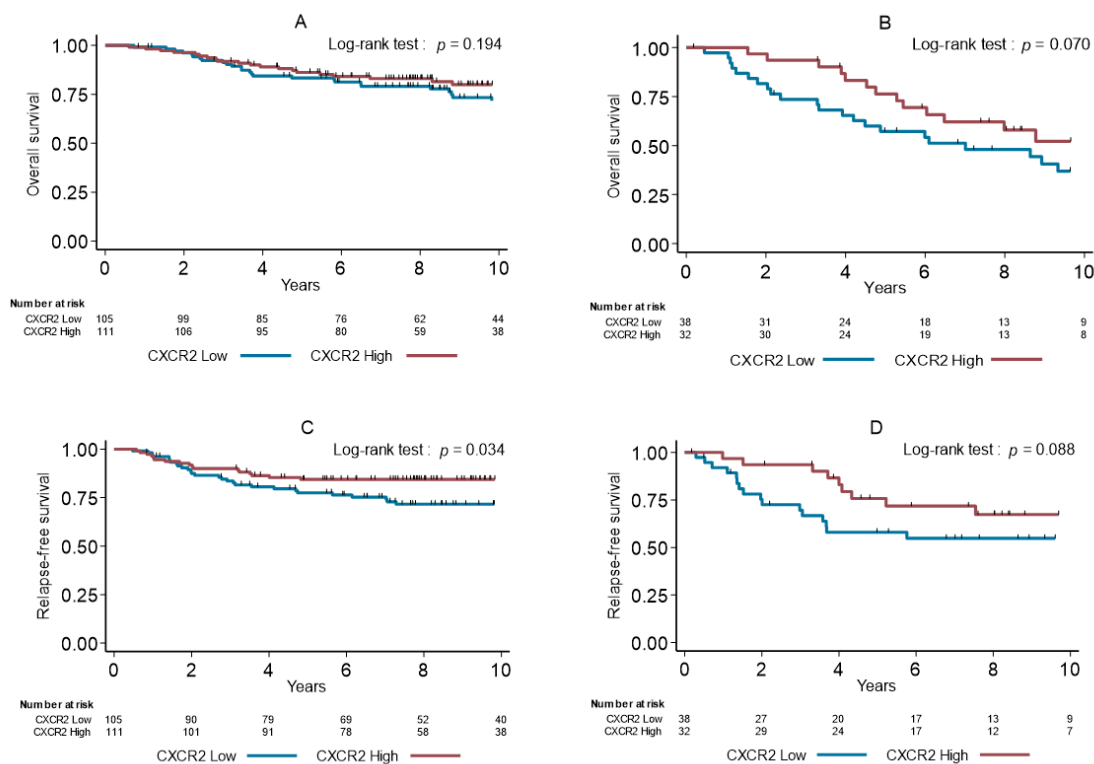 A
Log-rank test : p = 0.194
1.00
0.75
0.50
0.25
0.00
Overall survival
0 2 4 6 8 10
Years
Number at risk
CXCR2 Low 105 99 85 76 62 44
CXCR2 High 111 106 95 80 59 38
CXCR2 Low CXCR2 High
B
Log-rank test : p = 0.070
1.00
0.75
0.50
0.25
0.00
Overall survival
0 2 4 6 8 10
Years
Number at risk
CXCR2 Low 38 31 24 18 13 9
CXCR2 High 32 30 24 19 13 8
CXCR2 Low CXCR2 High
C
Log-rank test : p = 0.034
1.00
0.75
0.50
0.25
0.00
Relapse-free survival
0 2 4 6 8 10
Years
Number at risk
CXCR2 Low 105 90 79 69 52 40
CXCR2 High 111 101 91 78 58 38
CXCR2 Low CXCR2 High
D
Log-rank test : p = 0.088
1.00
0.75
0.50
0.25
0.00
Relapse-free survival
0 2 4 6 8 10
Years
Number at risk
CXCR2 Low 38 27 20 17 13 9
CXCR2 High 32 29 24 17 12 7
CXCR2 Low CXCR2 High